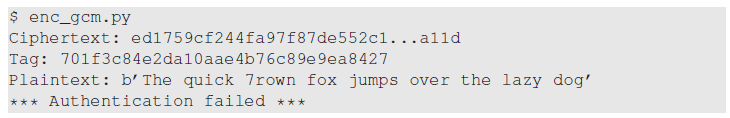 $ enc_gcm.py
Ciphertext: ed1759cf244fa97f87de552c1...a11d
Tag: 701f3c84e2da10aae4b76c89e9ea8427
Plaintext: b’The quick 7rown fox jumps over the lazy dog’
*** Authentication failed ***